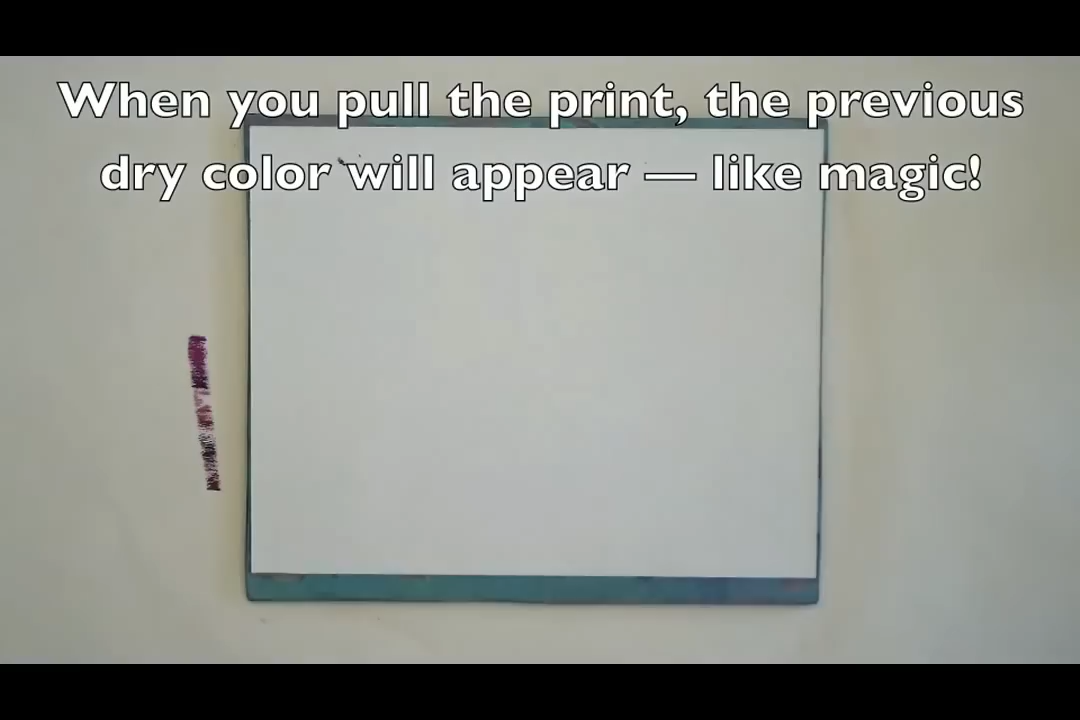 When you pull the print, the previous
dry color will appear — like magic!